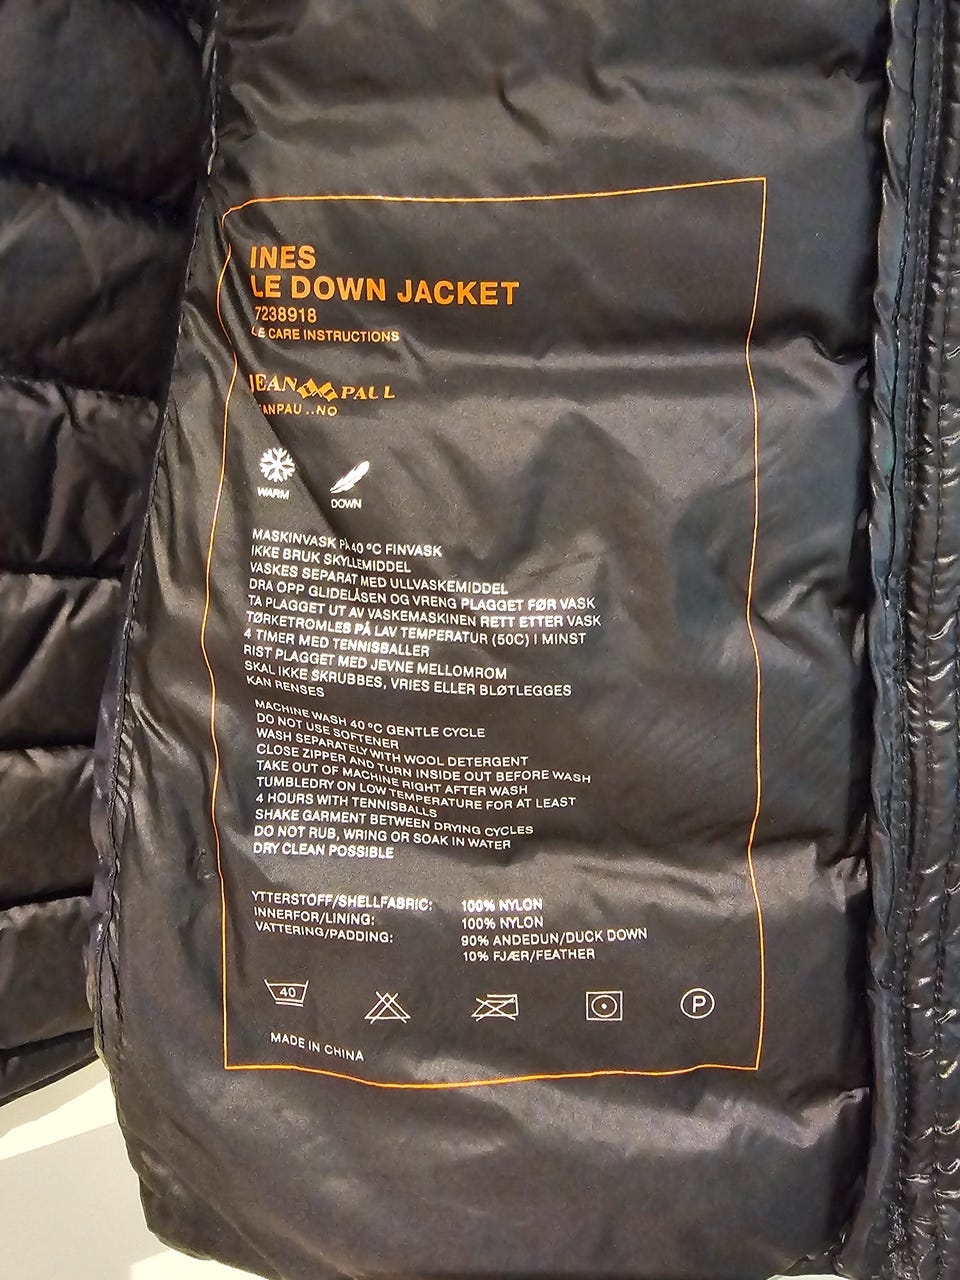 INES
LE DOWN JACKET
7238918
CARE INSTRUCTIONS
JEAN PAUL
WARM
DOWN
MASKINVASK PÅ 40 °C FINVASK
IKKE BRUK SKYLLEMIDDEL
VASKES SEPARAT MED ULLVASKEMIDDEL
DRA OPP GLIDELÅSEN OG VRENG PLAGGET FØR VASK
TA PLAGGET UT AV VASKEMASKINEN RETT ETTER VASK
TØRKETROMLES PÅ LAV TEMPERATUR (50C) I MINST
4 TIMER MED TENNISBALLER
RIST PLAGGET MED JEVNE MELLOMROM
SKAL IKKE SKRUBBES, VRIES ELLER BLØTLEGGES
KAN RENSES
MACHINE WASH 40 °C GENTLE CYCLE
DO NOT USE SOFTENER
WASH SEPARATELY WITH WOOL DETERGENT
CLOSE ZIPPER AND TURN INSIDE OUT BEFORE WASH
TAKE OUT OF MACHINE RIGHT AFTER WASH
TUMBLEDRY ON LOW TEMPERATURE FOR AT LEAST
4 HOURS WITH TENNISBALLS
SHAKE GARMENT BETWEEN DRYING CYCLES
DO NOT RUB, WRING OR SOAK IN WATER
DRY CLEAN POSSIBLE
YTTERSTOFF/SHELLFABRIC: 100% NYLON
INNERFOR/LINING: 100% NYLON
VATTERING/PADDING: 90% ANDEDUN/DUCK DOWN
10% FJÆR/FEATHER
40
P
MADE IN CHINA